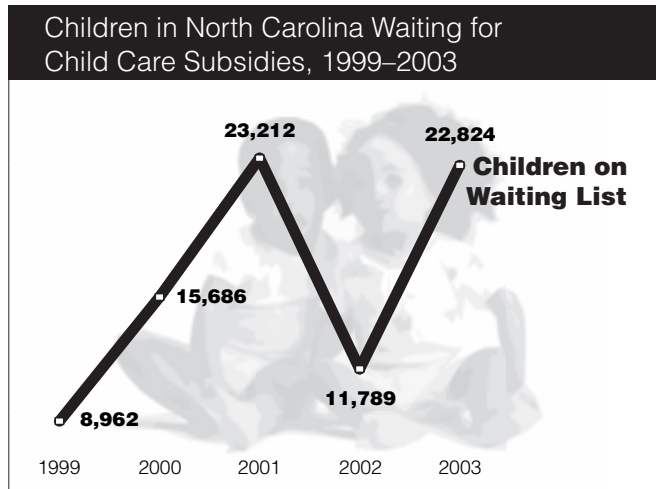 Children in North Carolina Waiting for
Child Care Subsidies, 1999–2003
23,212
22,824
Children on
Waiting List
15,686
11,789
8,962
1999 2000 2001 2002 2003